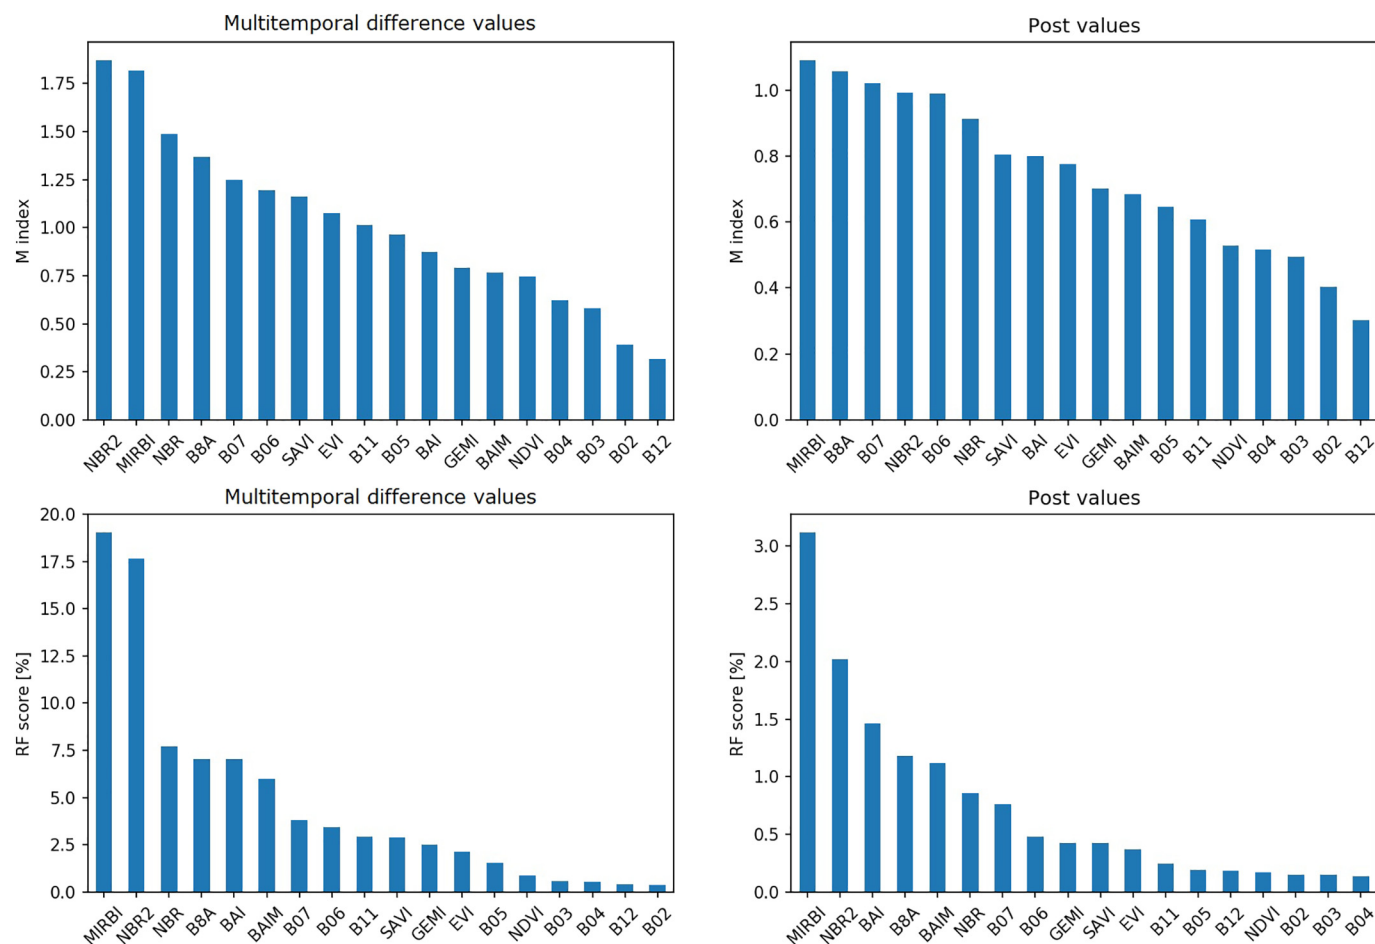 Multitemporal difference values
M index
1.75
1.50
1.25
1.00
0.75
0.50
0.25
0.00
NBR2 MIRBI NBR B8A B07 B06 SAVI EVI B11 B05 BAI GEMI BAIM NDVI B04 B03 B02 B12
Post values
M index
1.0
0.8
0.6
0.4
0.2
0.0
MIRBI B8A B07 NBR2 B06 NBR SAVI BAI EVI GEMI BAIM B05 B11 NDVI B04 B03 B02 B12
Multitemporal difference values
RF score [%]
20.0
17.5
15.0
12.5
10.0
7.5
5.0
2.5
0.0
MIRBI NBR2 NBR B8A BAI BAIM B07 B06 B11 SAVI GEMI EVI B05 NDVI B03 B04 B12 B02
Post values
RF score [%]
3.0
2.5
2.0
1.5
1.0
0.5
0.0
MIRBI NBR2 BAI B8A BAIM NBR B07 B06 GEMI SAVI EVI B11 B05 B12 NDVI B02 B03 B04